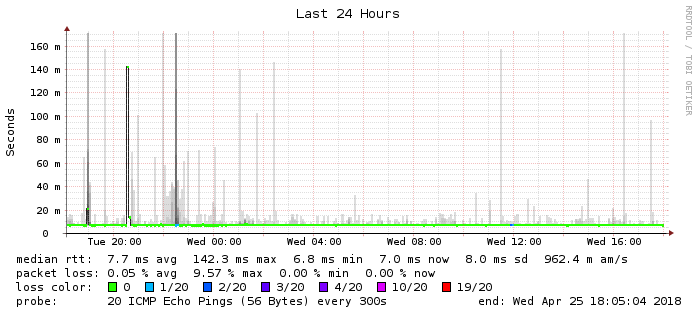 Last 24 Hours
RRDTOOL / TOBI OETIKER
Seconds
160 m
140 m
120 m
100 m
80 m
60 m
40 m
20 m
0
Tue 20:00 Wed 00:00 Wed 04:00 Wed 08:00 Wed 12:00 Wed 16:00
median rtt: 7.7 ms avg 142.3 ms max 6.8 ms min 7.0 ms now 8.0 ms sd 962.4 m am/s
packet loss: 0.05 % avg 9.57 % max 0.00 % min 0.00 % now
loss color: 0 1/20 2/20 3/20 4/20 10/20 19/20
probe: 20 ICMP Echo Pings (56 Bytes) every 300s end: Wed Apr 25 18:05:04 2018